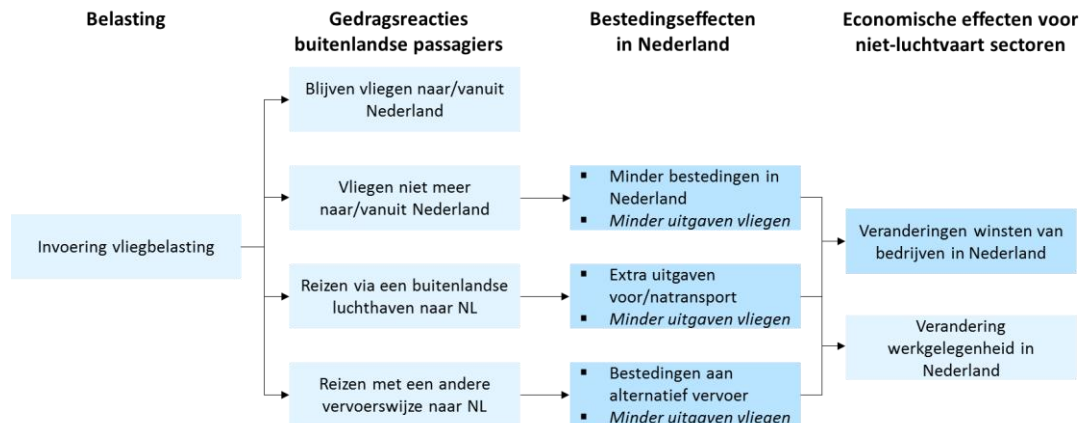 Belasting
Gedragsreacties
buitenlandse passagiers
Bestedingseffecten
in Nederland
Economische effecten voor
niet-luchtvaart sectoren
Invoering vliegbelasting
Blijven vliegen naar/vanuit
Nederland
Vliegen niet meer
naar/vanuit Nederland
Reizen via een buitenlandse
luchthaven naar NL
Reizen met een andere
vervoerswijze naar NL
▪ Minder bestedingen in
Nederland
▪ Minder uitgaven vliegen
▪ Extra uitgaven
voor/natransport
▪ Minder uitgaven vliegen
▪ Bestedingen aan
alternatief vervoer
▪ Minder uitgaven vliegen
Veranderingen winsten van
bedrijven in Nederland
Verandering
werkgelegenheid in
Nederland